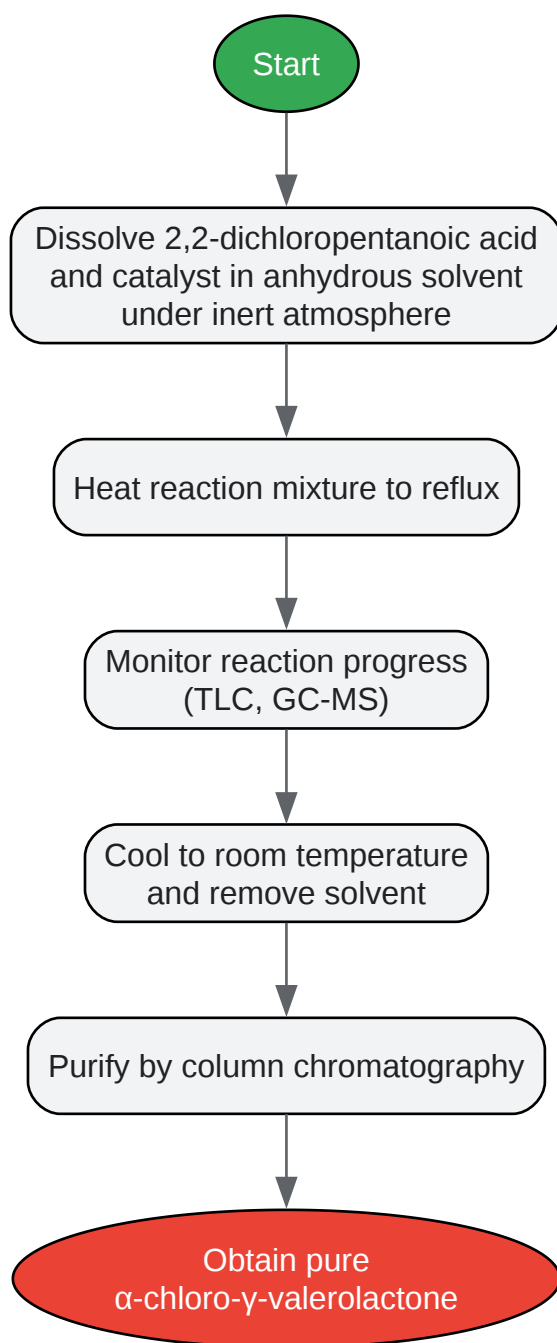 Start
Dissolve 2,2-dichloropentanoic acid
and catalyst in anhydrous solvent
under inert atmosphere
Heat reaction mixture to reflux
Monitor reaction progress
(TLC, GC-MS)
Cool to room temperature
and remove solvent
Purify by column chromatography
Obtain pure
α-chloro-γ-valerolactone